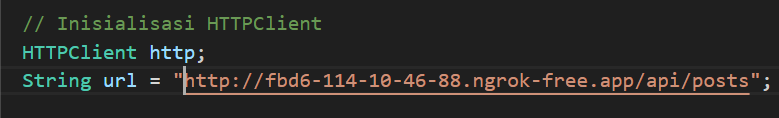 // Inisialisasi HTTPClient
HTTPClient http;
String url = "http://fbd6-114-10-46-88.ngrok-free.app/api/posts";